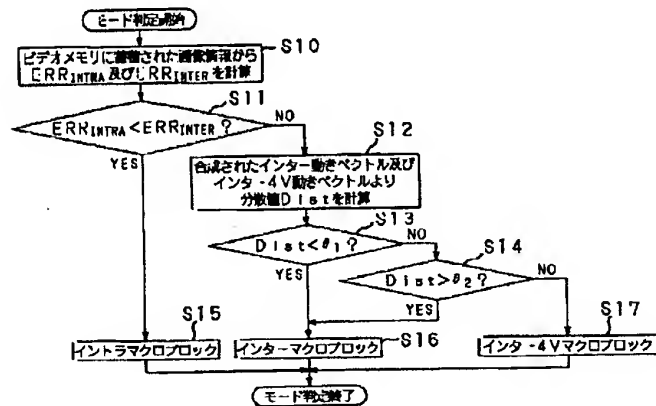 モード判定開始
S10
ビデオメモリに蓄積された画像情報から
ERRINTRA及びERRINTERを計算
S11
ERRINTRA<ERRINTER?
NO
YES
S12
合成されたインター動きベクトル及び
インタ-4V動きベクトルより
分散値Distを計算
S13
Dist<θ1?
NO
YES
S14
Dist>θ2?
NO
YES
S15
イントラマクロブロック
S16
インターマクロブロック
S17
インタ-4Vマクロブロック
モード判定終了